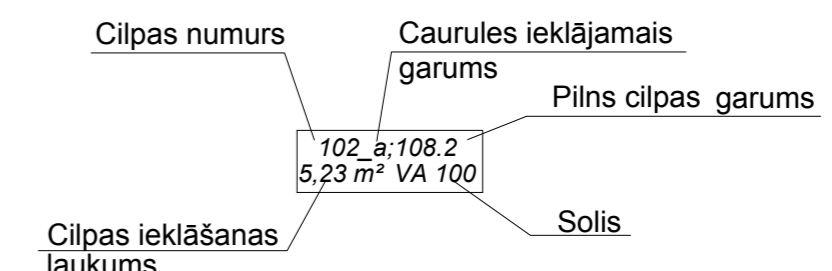 Cilpas numurs
Caurules ieklājamais
garums
Pilns cilpas garums
102_a;108.2
5,23 m² VA 100
Cilpas ieklāšanas
laukums
Solis